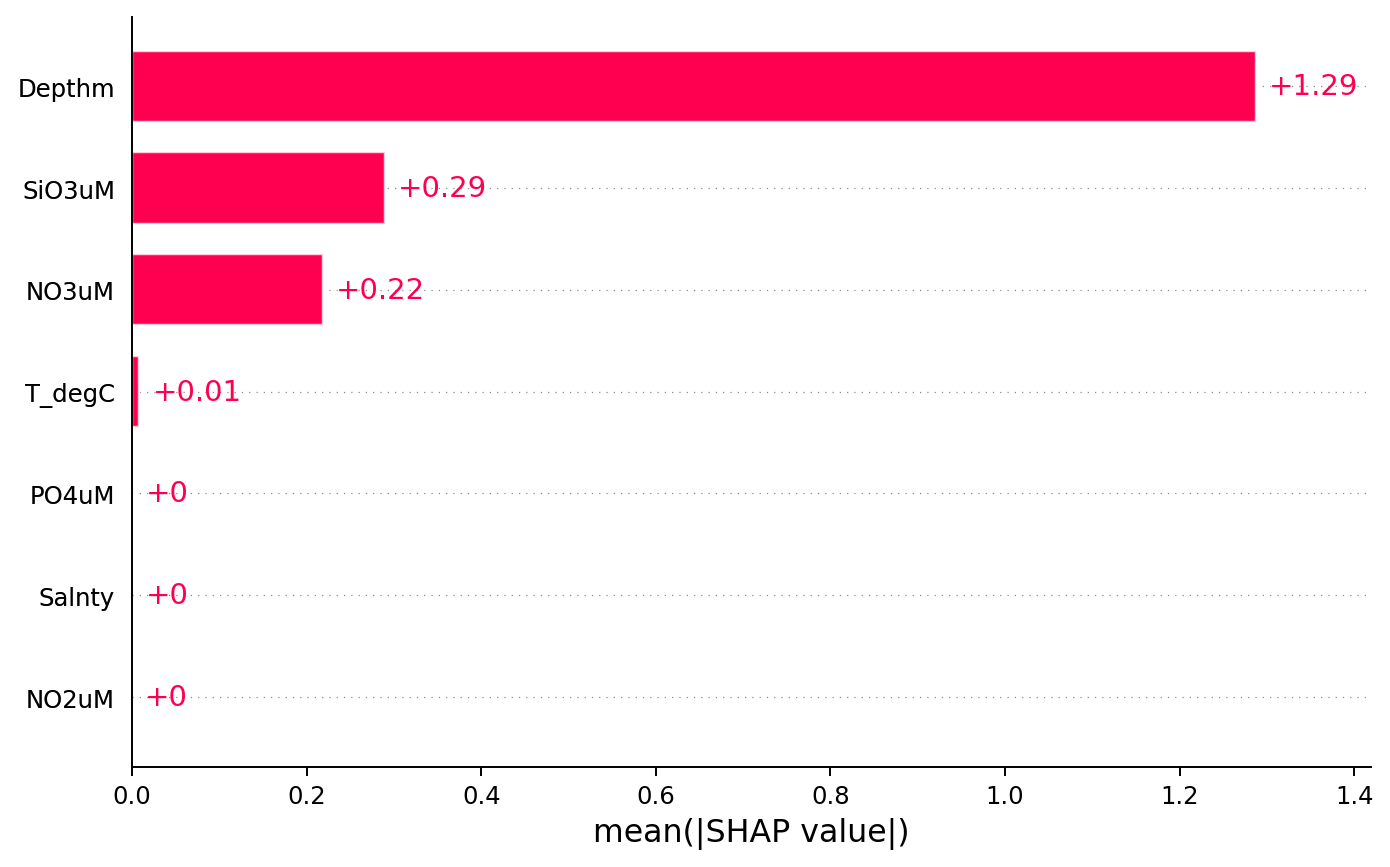 Depthm +1.29
SiO3uM +0.29
NO3uM +0.22
T_degC +0.01
PO4uM +0
Salnty +0
NO2uM +0
0.0 0.2 0.4 0.6 0.8 1.0 1.2 1.4
mean(|SHAP value|)